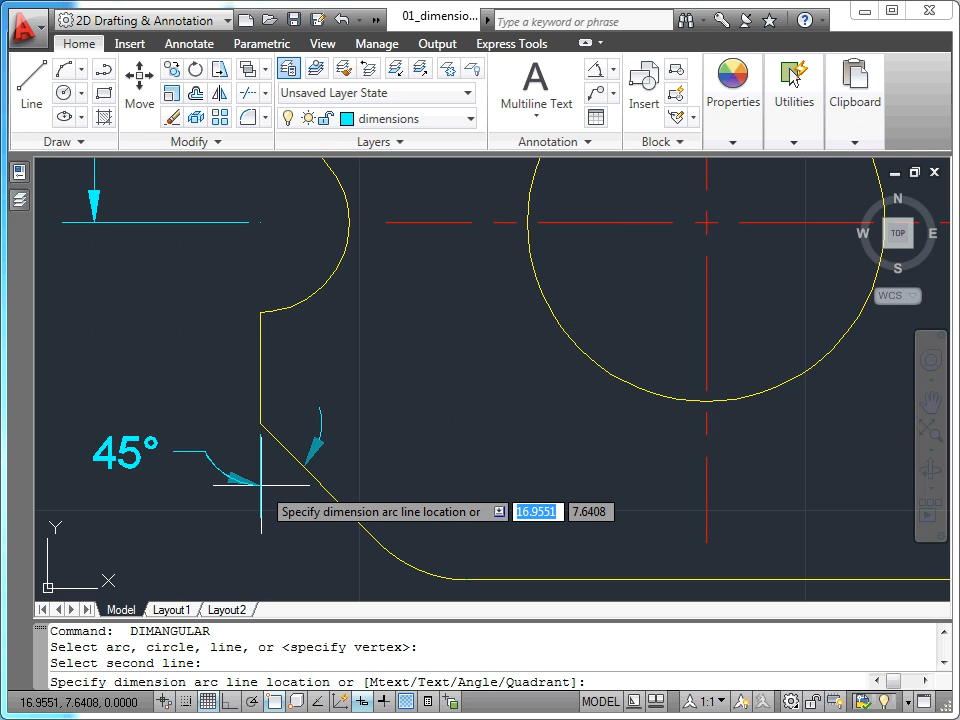 2D Drafting & Annotation
01_dimensio...
Type a keyword or phrase
Home Insert Annotate Parametric View Manage Output Express Tools
Line
Move
Unsaved Layer State
dimensions
A
Multiline Text
Insert
Properties
Utilities
Clipboard
Draw
Modify
Layers
Annotation
Block
N
W TOP E
S
WCS
45°
Specify dimension arc line location or 16.9551 7.6408
Y
X
Model Layout1 Layout2
Command: DIMANGULAR
Select arc, circle, line, or <specify vertex>:
Select second line:
Specify dimension arc line location or [Mtext/Text/Angle/Quadrant]:
16.9551, 7.6408, 0.0000
MODEL
1:1